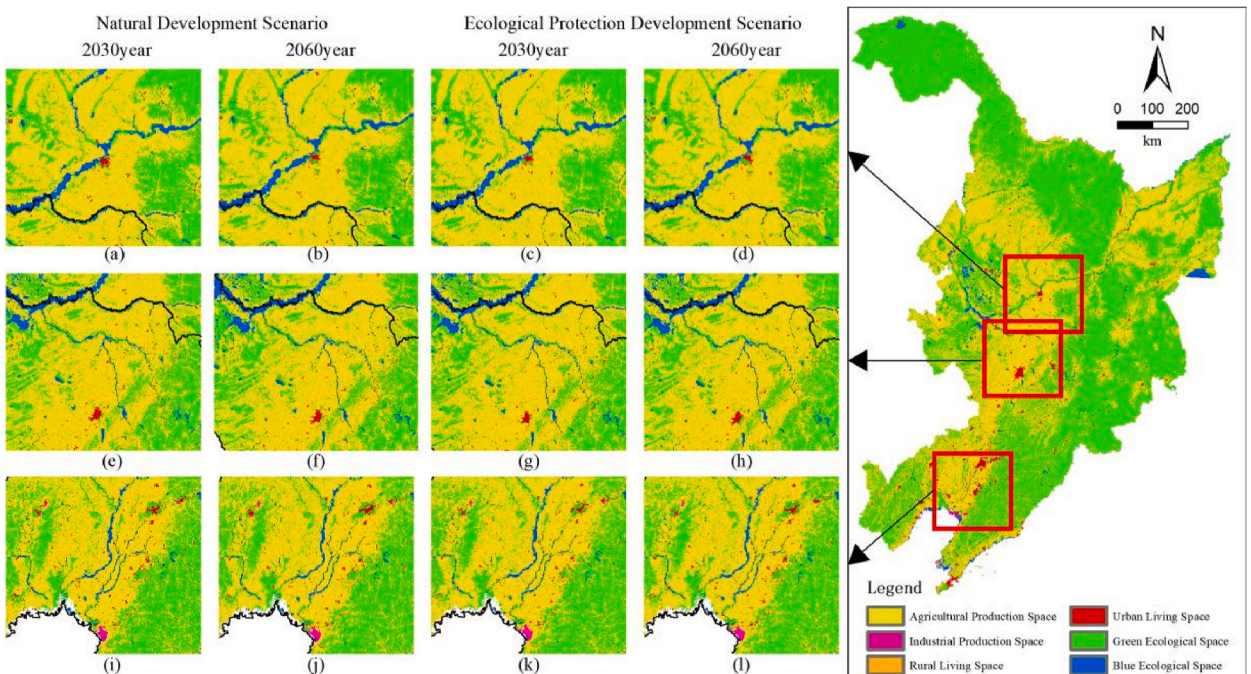 Natural Development Scenario
Ecological Protection Development Scenario
2030year
2060year
2030year
2060year
(a)
(b)
(c)
(d)
(e)
(f)
(g)
(h)
(i)
(j)
(k)
(l)
N
0 100 200
km
Legend
Agricultural Production Space
Urban Living Space
Industrial Production Space
Green Ecological Space
Rural Living Space
Blue Ecological Space